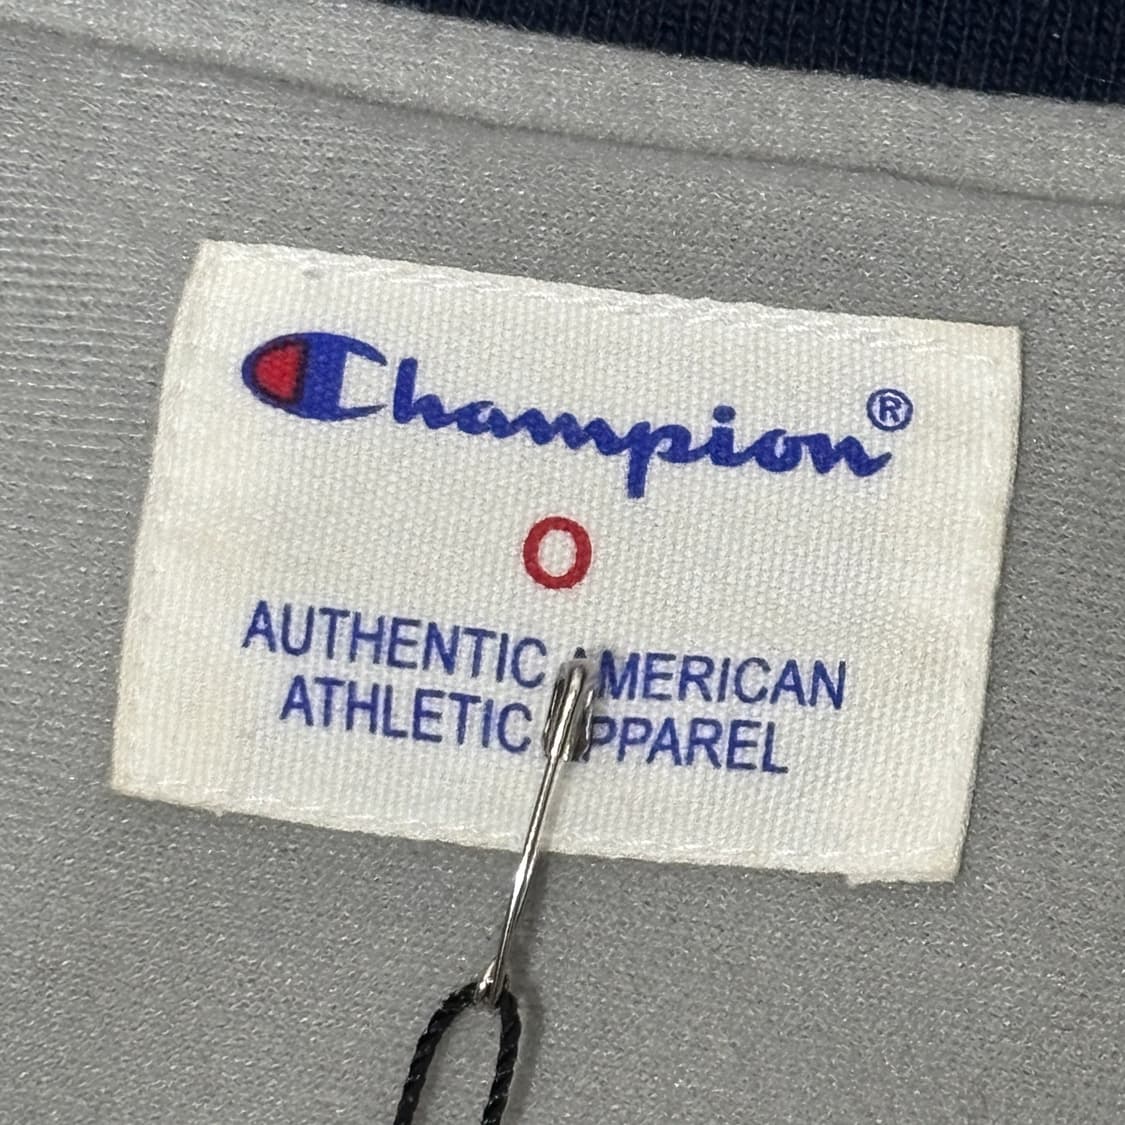 Champion®
O
AUTHENTIC AMERICAN
ATHLETIC APPAREL